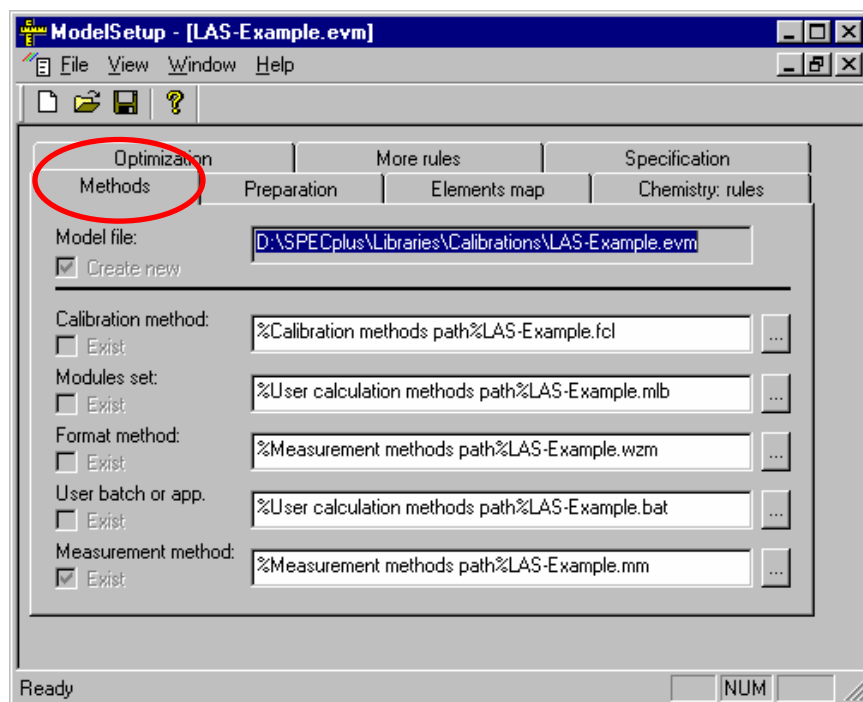 ModelSetup - [LAS-Example.evm]
File View Window Help
Optimization More rules Specification
Methods Preparation Elements map Chemistry: rules
Model file: D:\SPECplus\Libraries\Calibrations\LAS-Example.evm
Create new
Calibration method: %Calibration methods path%LAS-Example.fcl ...
Exist
Modules set: %User calculation methods path%LAS-Example.mlb ...
Exist
Format method: %Measurement methods path%LAS-Example.wzm ...
Exist
User batch or app. %User calculation methods path%LAS-Example.bat ...
Exist
Measurement method: %Measurement methods path%LAS-Example.mm ...
Exist
Ready NUM